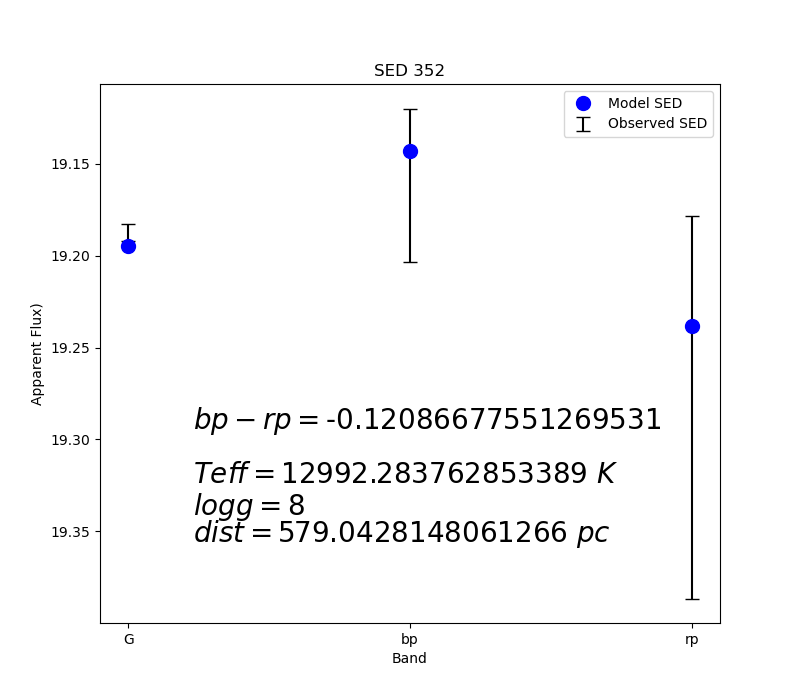 SED 352
Model SED
Observed SED
19.15
19.20
19.25
19.30
19.35
Apparent Flux)
bp − rp = -0.12086677551269531
Teff = 12992.283762853389 K
logg = 8
dist = 579.0428148061266 pc
G
bp
rp
Band